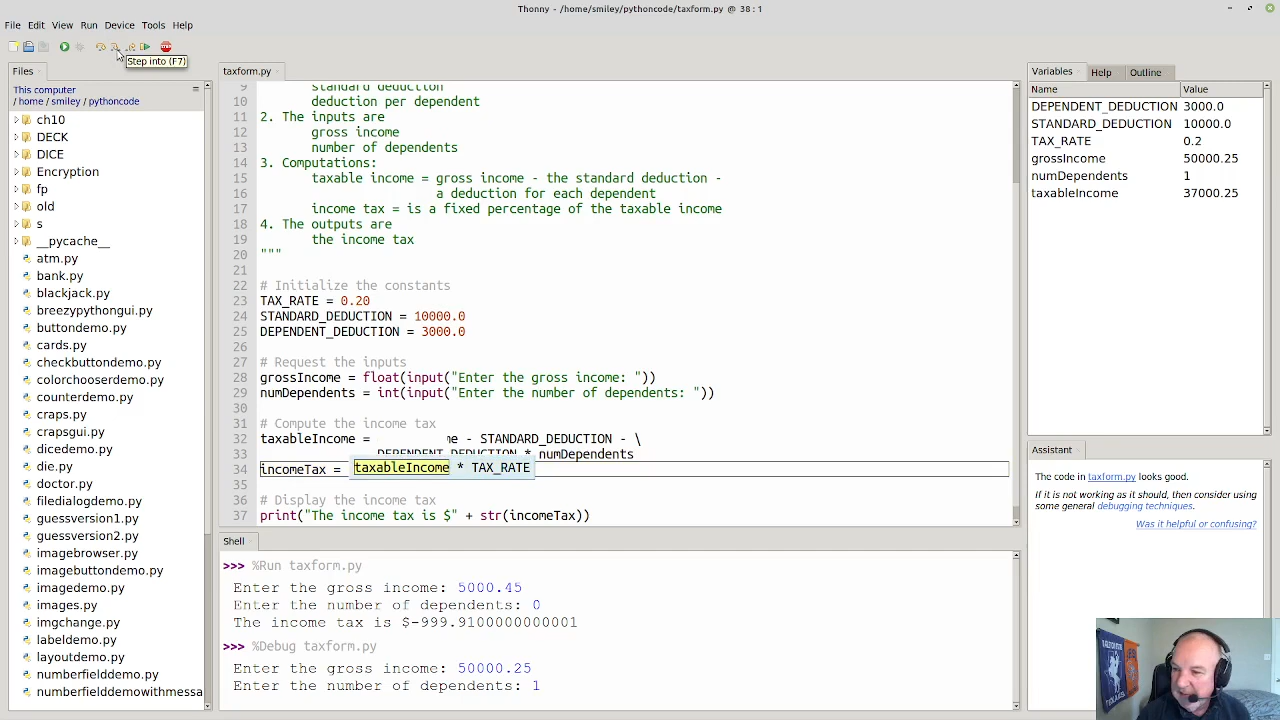 Thonny - /home/smiley/pythoncode/taxform.py @ 38 : 1
File Edit View Run Device Tools Help
STOP
Step into (F7)
Files
This computer
/ home / smiley / pythoncode
ch10
DECK
DICE
Encryption
fp
old
s
__pycache__
atm.py
bank.py
blackjack.py
breezypythongui.py
buttondemo.py
cards.py
checkbuttondemo.py
colorchooserdemo.py
counterdemo.py
craps.py
crapsgui.py
dicedemo.py
die.py
doctor.py
filedialogdemo.py
guessversion1.py
guessversion2.py
imagebrowser.py
imagebuttondemo.py
imagedemo.py
images.py
imgchange.py
labeldemo.py
layoutdemo.py
numberfielddemo.py
numberfielddemowithmessa
taxform.py
9 standard deduction
10 deduction per dependent
11 2. The inputs are
12 gross income
13 number of dependents
14 3. Computations:
15 taxable income = gross income - the standard deduction -
16 a deduction for each dependent
17 income tax = is a fixed percentage of the taxable income
18 4. The outputs are
19 the income tax
20 """
21
22 # Initialize the constants
23 TAX_RATE = 0.20
24 STANDARD_DEDUCTION = 10000.0
25 DEPENDENT_DEDUCTION = 3000.0
26
27 # Request the inputs
28 grossIncome = float(input("Enter the gross income: "))
29 numDependents = int(input("Enter the number of dependents: "))
30
31 # Compute the income tax
32 taxableIncome = me - STANDARD_DEDUCTION - \
33 DEPENDENT_DEDUCTION * numDependents
34 incomeTax = taxableIncome * TAX_RATE
35
36 # Display the income tax
37 print("The income tax is $" + str(incomeTax))
Shell
>>> %Run taxform.py
Enter the gross income: 5000.45
Enter the number of dependents: 0
The income tax is $-999.9100000000001
>>> %Debug taxform.py
Enter the gross income: 50000.25
Enter the number of dependents: 1
Variables Help Outline
Name Value
DEPENDENT_DEDUCTION 3000.0
STANDARD_DEDUCTION 10000.0
TAX_RATE 0.2
grossIncome 50000.25
numDependents 1
taxableIncome 37000.25
Assistant
The code in taxform.py looks good.
If it is not working as it should, then consider using
some general debugging techniques.
Was it helpful or confusing?